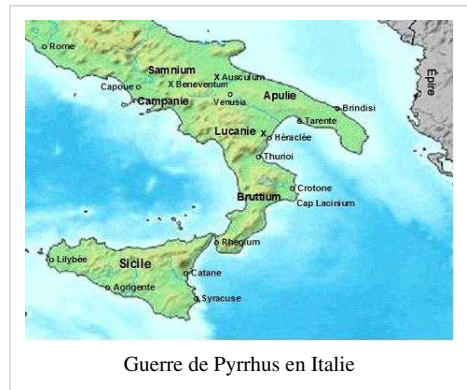 Rome
Samnium
X Ausculum
X Beneventum
Capoue
Venusia
Apulie
Campanie
Brindisi
Épire
Tarente
Lucanie X
Héraclée
Thurioi
Bruttium
Crotone
Cap Lacinium
Rhegium
Lilybée
Sicile
Catane
Agrigente
Syracuse
Guerre de Pyrrhus en Italie